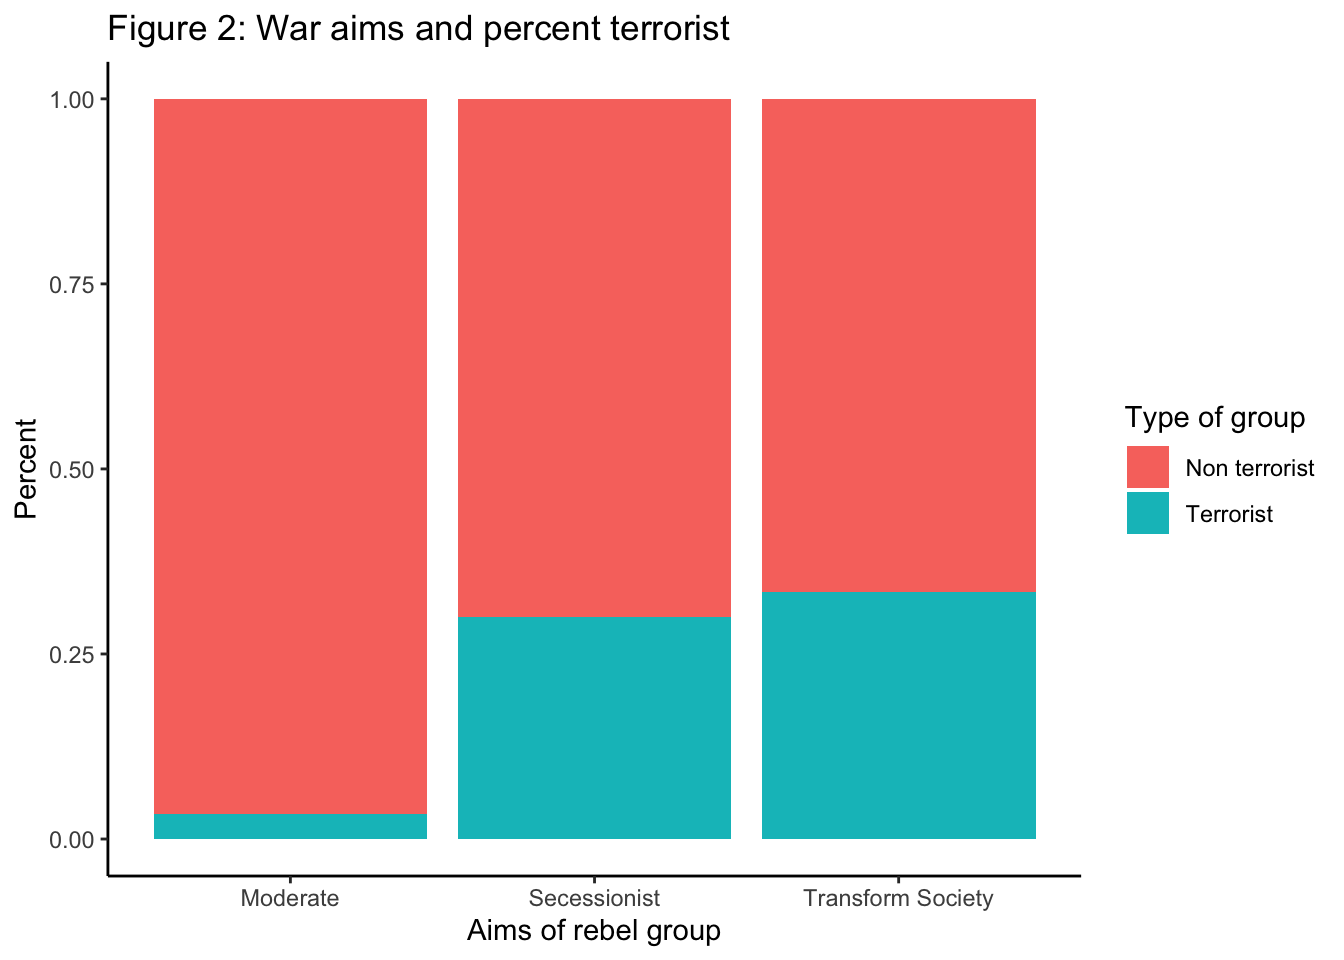 Figure 2: War aims and percent terrorist
1.00
0.75
0.50
0.25
0.00
Percent
Moderate
Secessionist
Transform Society
Aims of rebel group
Type of group
Non terrorist
Terrorist